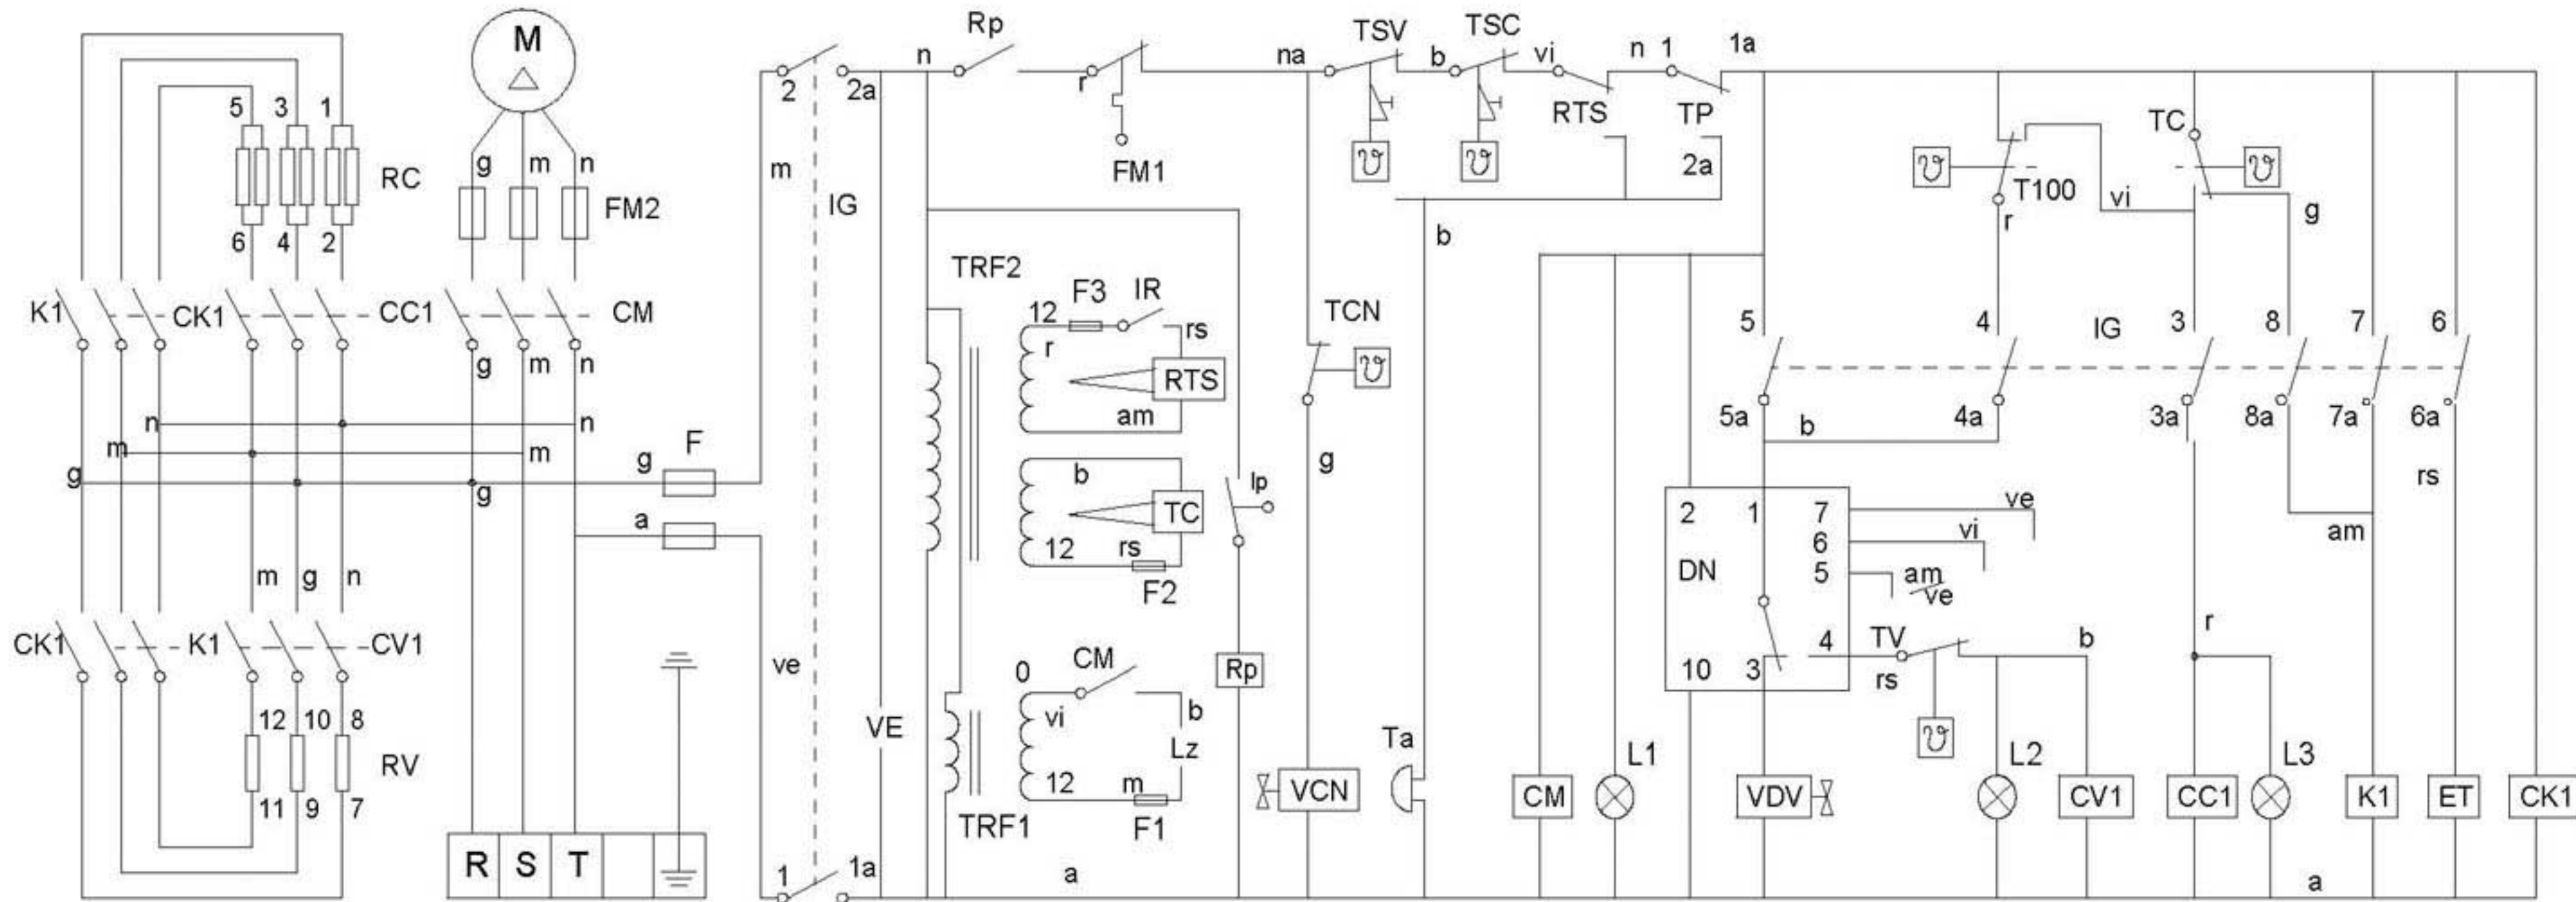 M
Rp
TSV
TSC
n
na
b
vi
n 1
1a
2
2a
r
RTS
TP
TC
5 3 1
RC
g m n
FM2
m
IG
FM1
ϑ
ϑ
2a
ϑ
T100
vi
ϑ
g
r
6 4 2
b
TRF2
F3
IR
12
rs
r
RTS
am
TCN
ϑ
K1
CK1
CC1
CM
g m n
5
4
IG
3
8
7
6
5a
4a
3a
8a
7a
6a
b
n
n
m
m
g
g
g
F
a
b
TC
12
rs
F2
Ip
g
rs
am
2
1
7
ve
6
vi
5
am
ve
DN
4
10
3
TV
b
rs
ϑ
r
m g n
CK1
K1
CV1
ve
0
CM
vi
b
Lz
12
m
F1
TRF1
Rp
VE
12 10 8
RV
11 9 7
VCN
Ta
CM
L1
VDV
L2
CV1
CC1
L3
K1
ET
CK1
R S T
1
1a
a
a